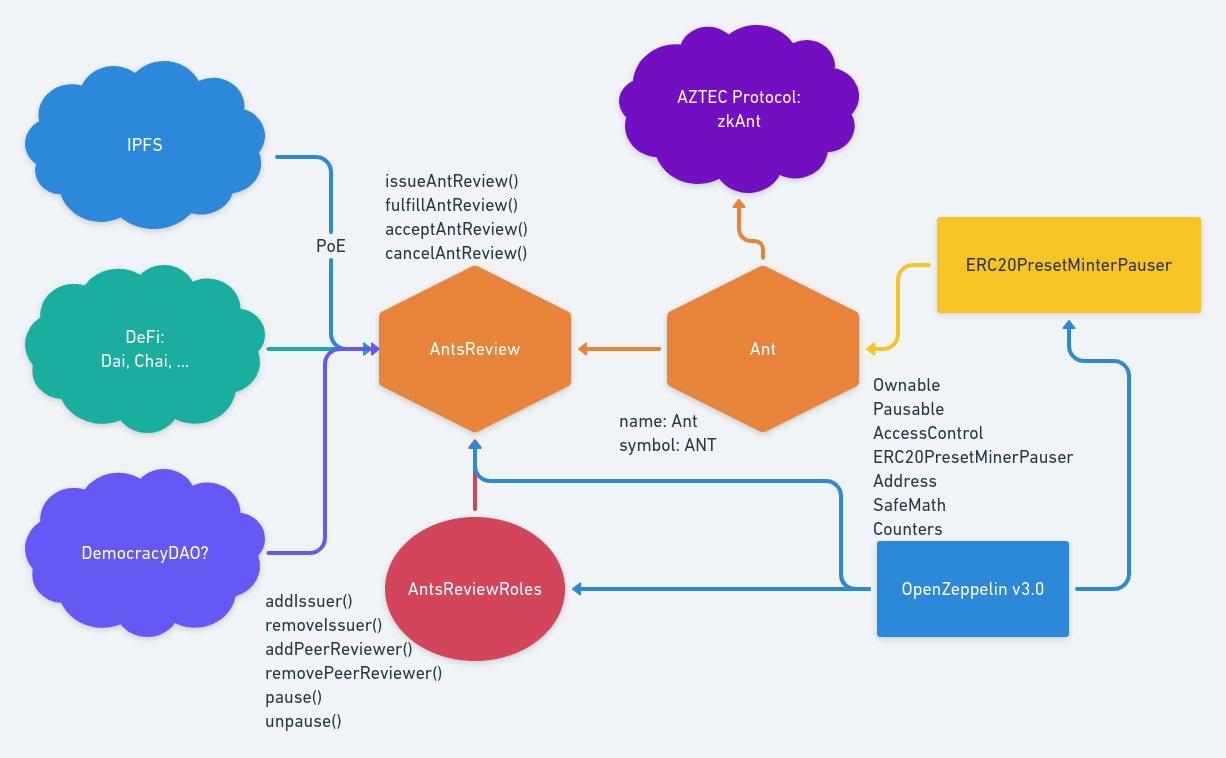 AZTEC Protocol:
zkAnt
IPFS
issueAntReview()
fulfillAntReview()
acceptAntReview()
cancelAntReview()
PoE
ERC20PresetMinterPauser
DeFi:
Dai, Chai, ...
AntsReview
Ant
name: Ant
symbol: ANT
Ownable
Pausable
AccessControl
ERC20PresetMinerPauser
Address
SafeMath
Counters
DemocracyDAO?
AntsReviewRoles
OpenZeppelin v3.0
addIssuer()
removeIssuer()
addPeerReviewer()
removePeerReviewer()
pause()
unpause()